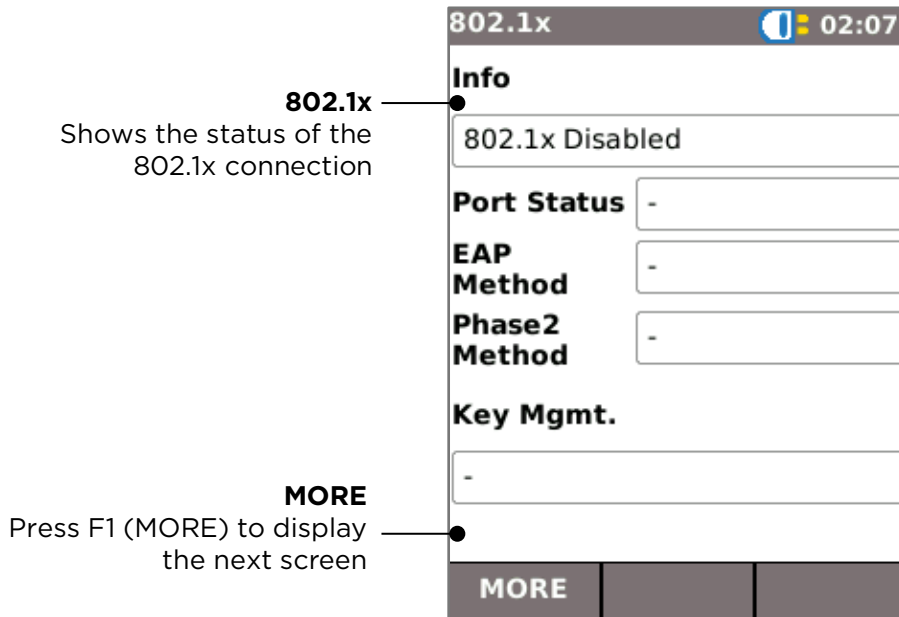 802.1x 02:07
Info
802.1x
Shows the status of the
802.1x connection
802.1x Disabled
Port Status -
EAP
Method
-
Phase2
Method
-
Key Mgmt.
-
MORE
Press F1 (MORE) to display
the next screen
MORE